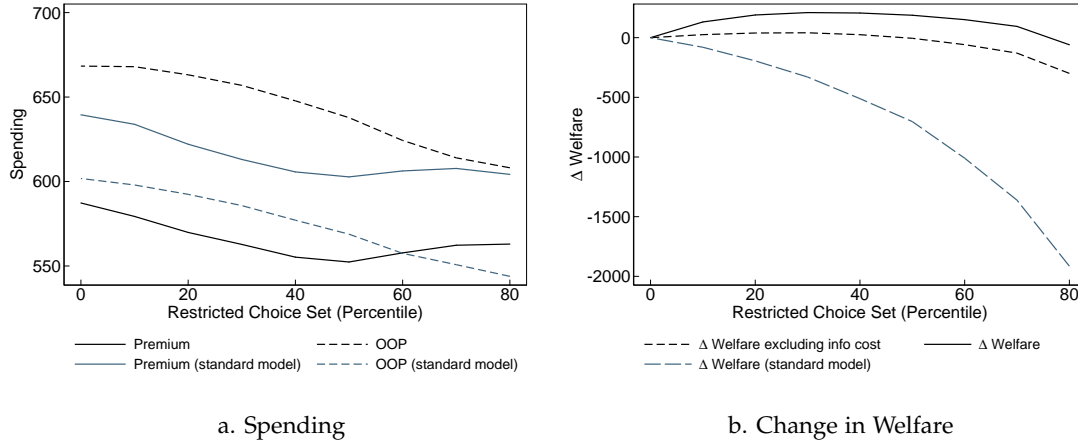 700
650
600
550
Spending
0 20 40 60 80
Restricted Choice Set (Percentile)
Premium OOP
Premium (standard model) OOP (standard model)
a. Spending
0
-500
-1000
-1500
-2000
Δ Welfare
0 20 40 60 80
Restricted Choice Set (Percentile)
Δ Welfare excluding info cost Δ Welfare
Δ Welfare (standard model)
b. Change in Welfare